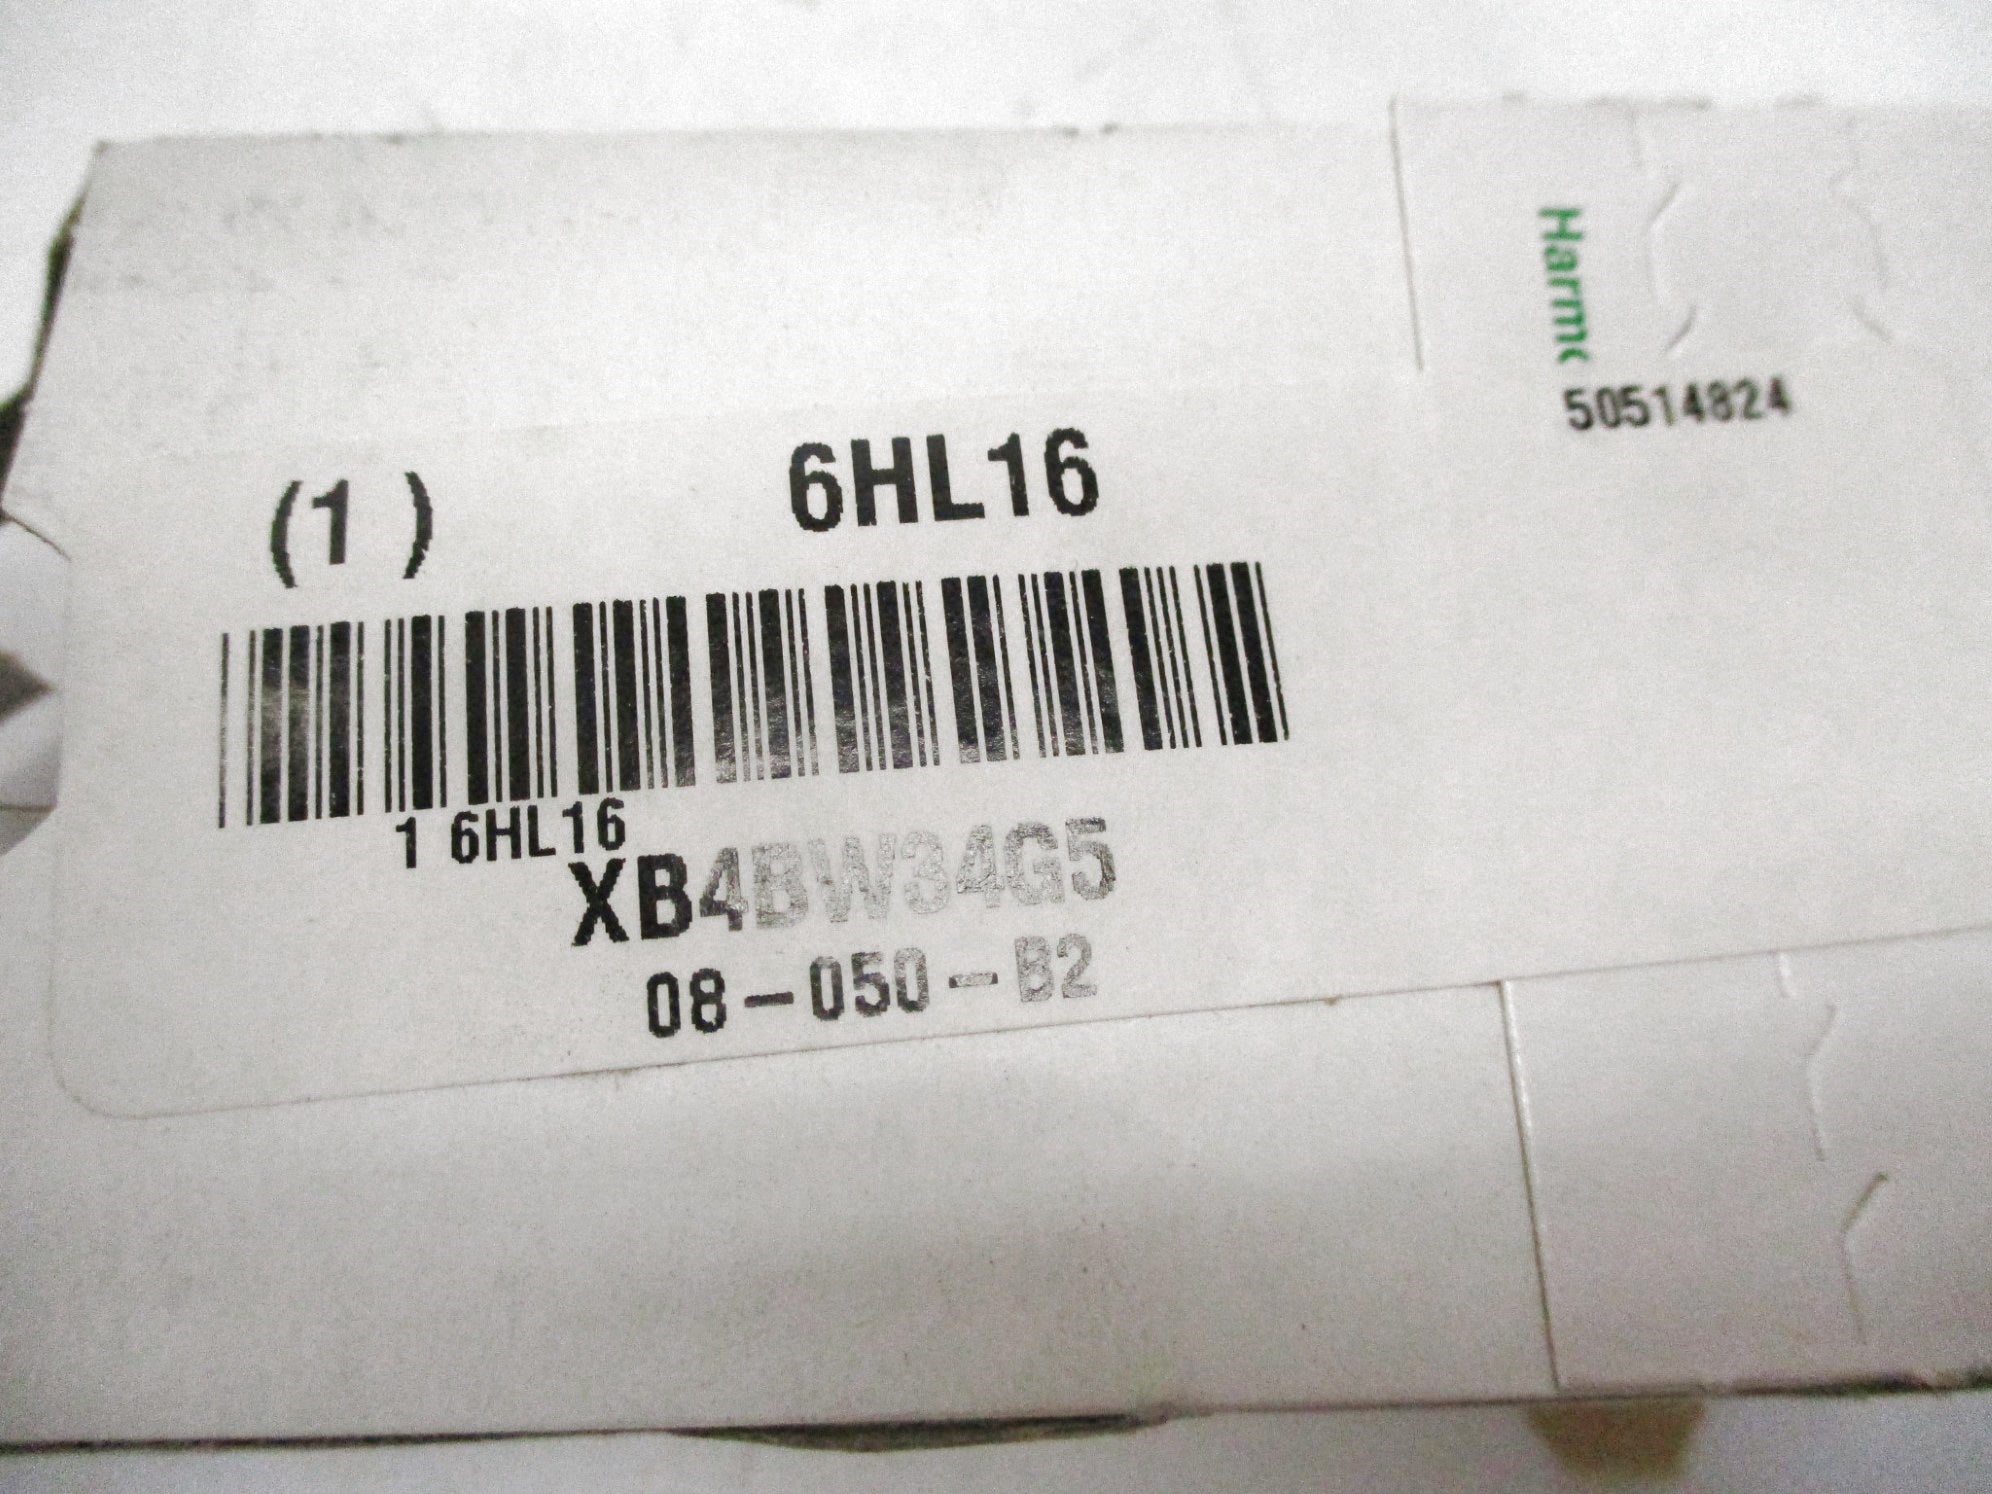 Harmo
50514824
(1 ) 6HL16
1 6HL16
XB4BW34G5
08-050-B2